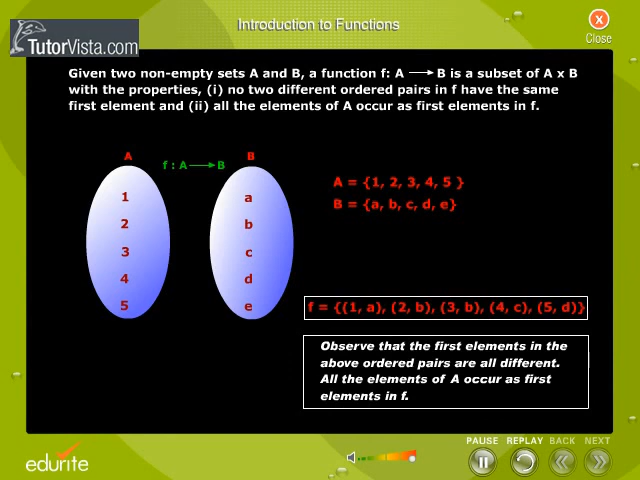 Introduction to Functions
TutorVista.com
Close
Given two non-empty sets A and B, a function f: A → B is a subset of A x B
with the properties, (i) no two different ordered pairs in f have the same
first element and (ii) all the elements of A occur as first elements in f.
A
B
f : A → B
1
2
3
4
5
a
b
c
d
e
A = {1, 2, 3, 4, 5 }
B = {a, b, c, d, e}
f = {(1, a), (2, b), (3, b), (4, c), (5, d)}
Observe that the first elements in the
above ordered pairs are all different.
All the elements of A occur as first
elements in f.
PAUSE REPLAY BACK NEXT
edurite